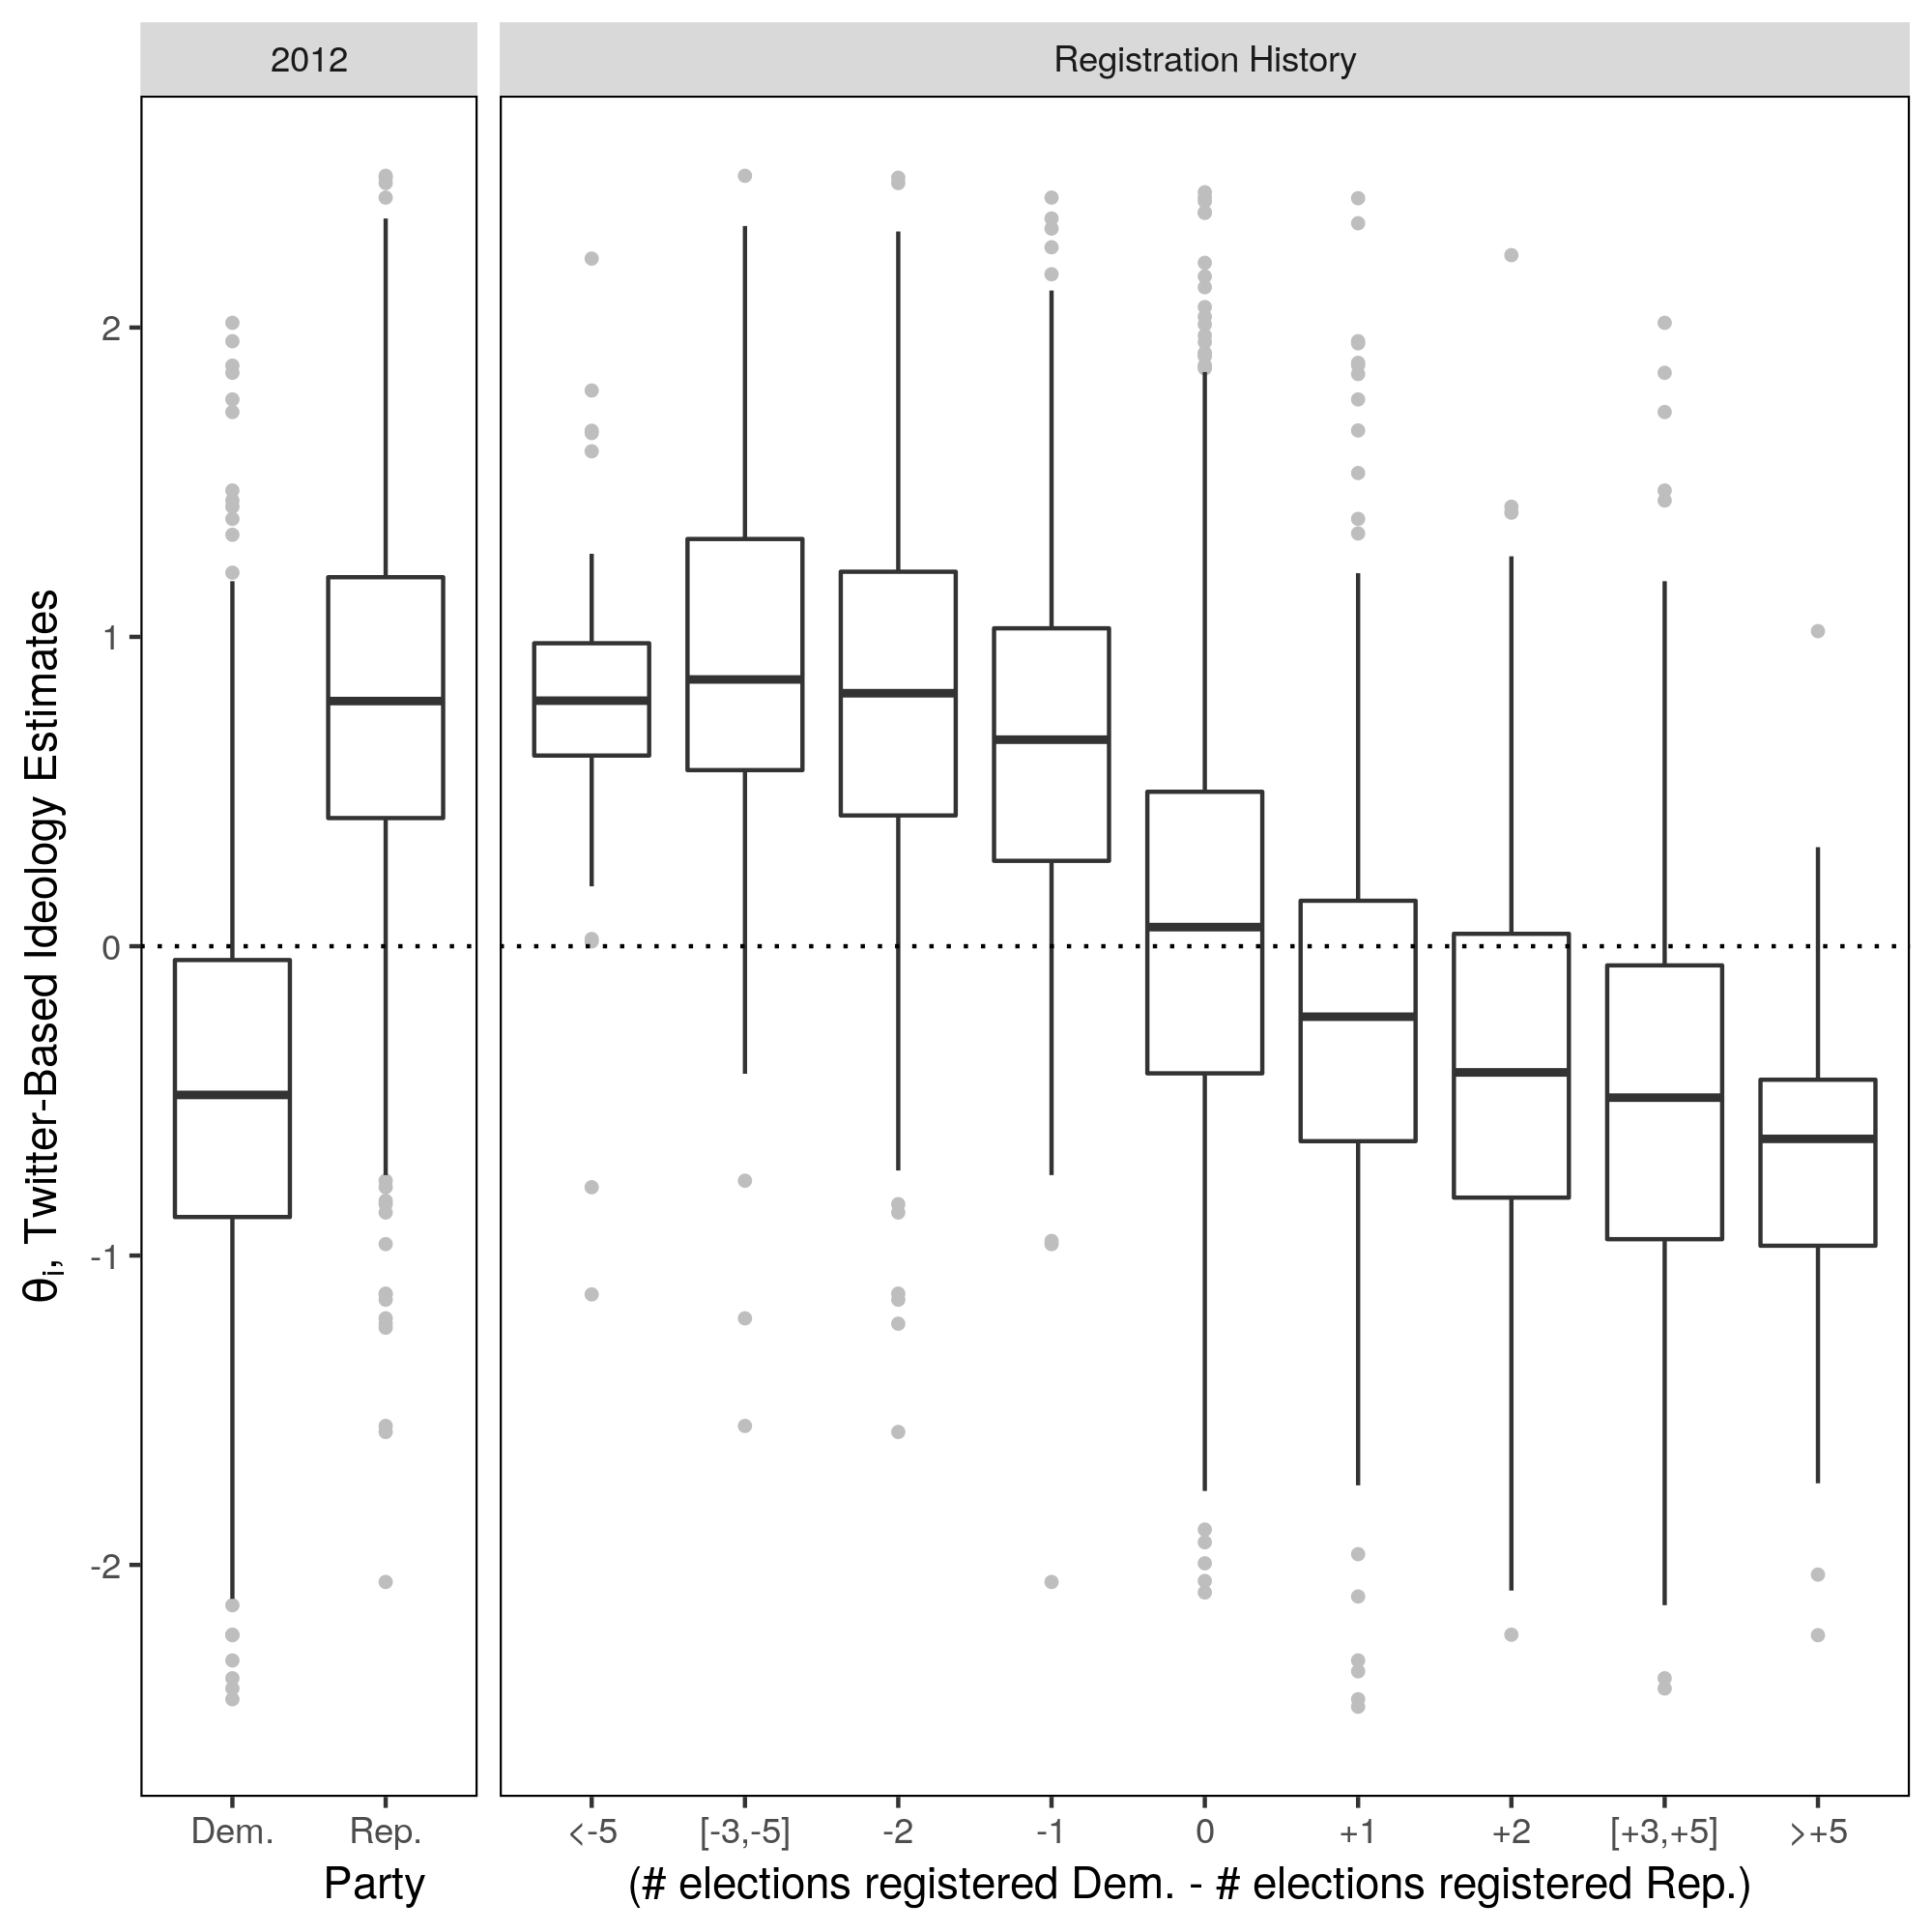 2012
Registration History
θi, Twitter-Based Ideology Estimates
2
1
0
-1
-2
Dem.
Rep.
<-5
[-3,-5]
-2
-1
0
+1
+2
[+3,+5]
>+5
Party
(# elections registered Dem. - # elections registered Rep.)